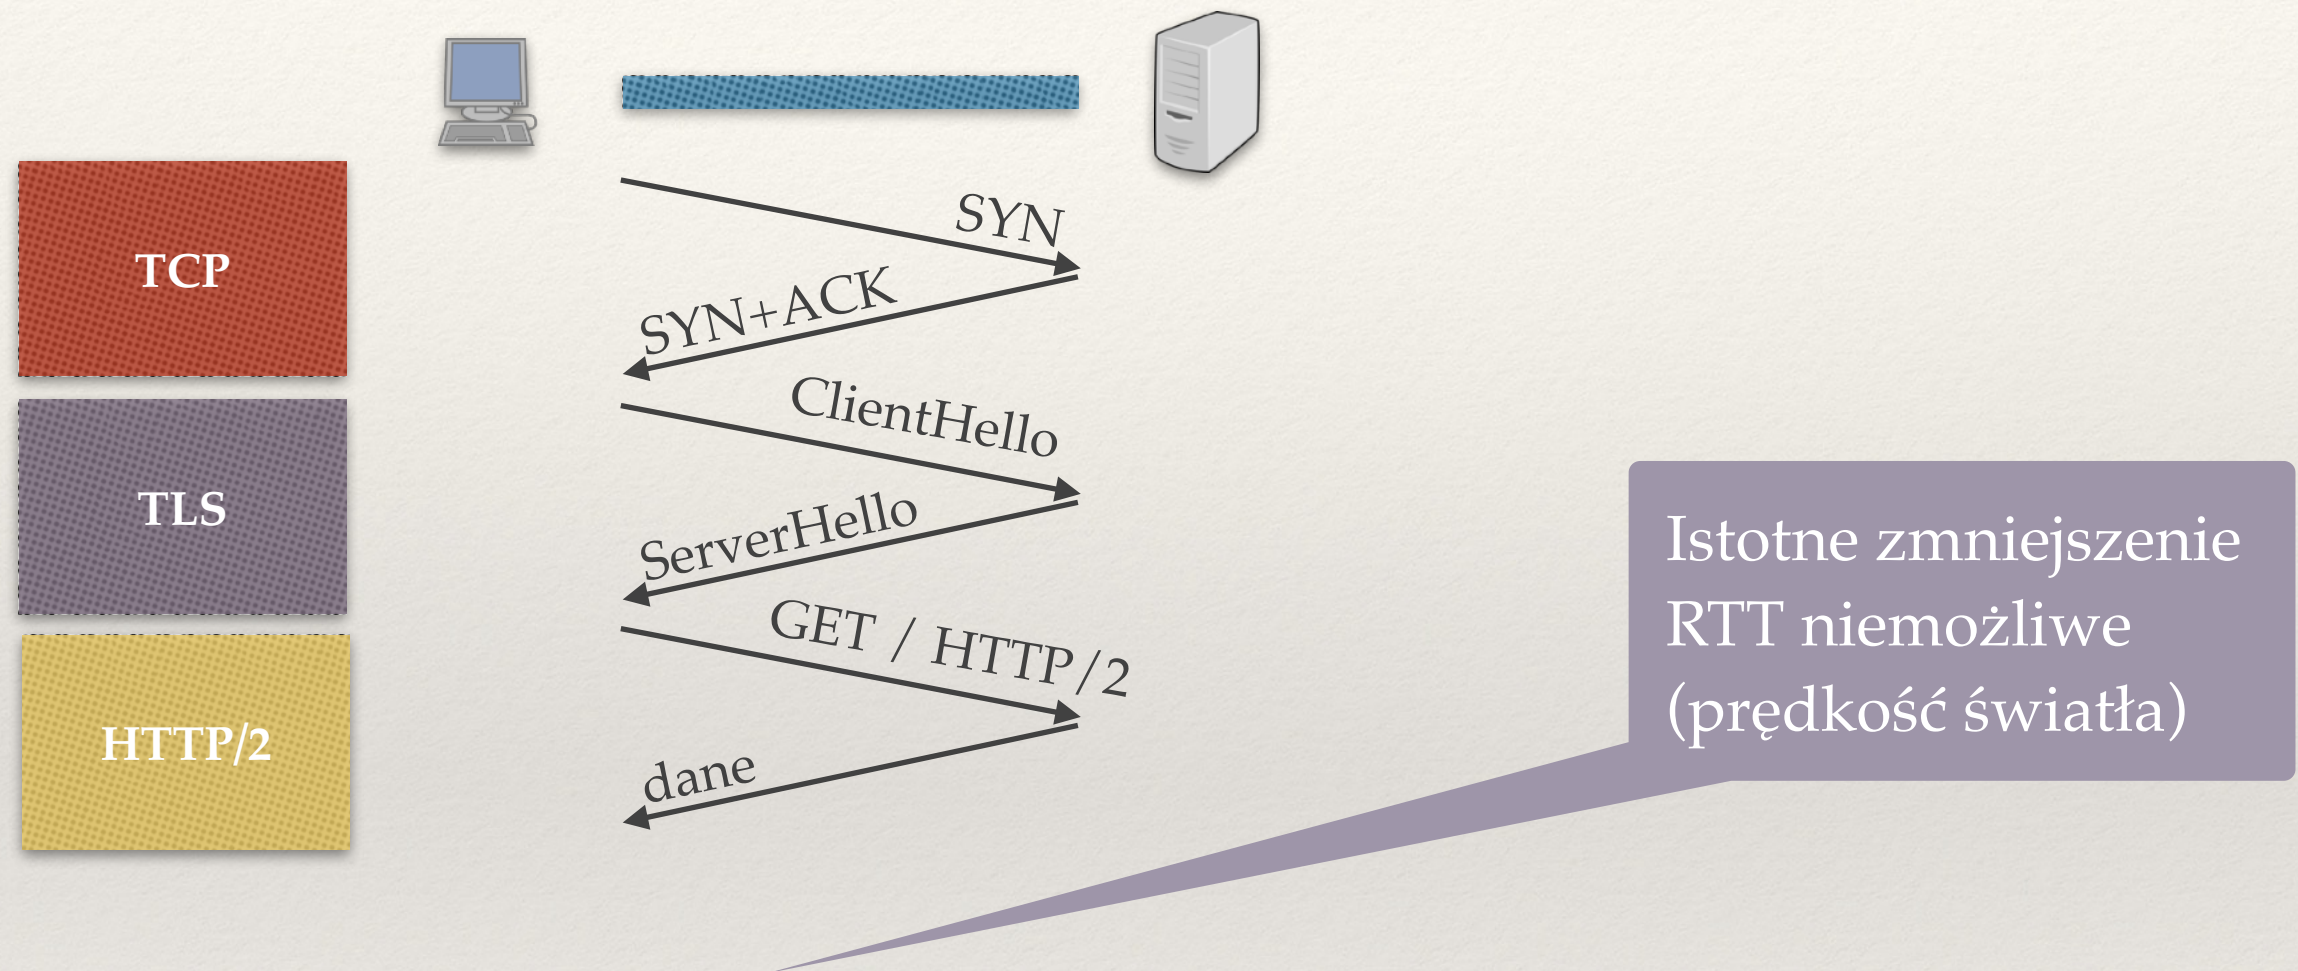 SYN
TCP
SYN+ACK
ClientHello
TLS
ServerHello
GET / HTTP/2
HTTP/2
dane
Istotne zmniejszenie
RTT niemożliwe
(prędkość światła)